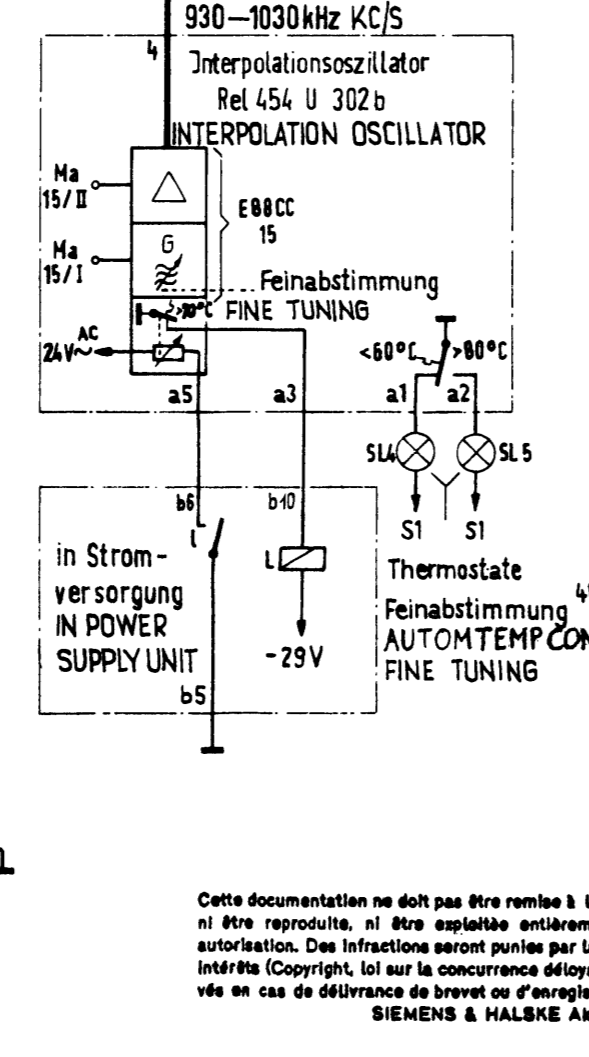 930—1030kHz KC/S
4
Interpolationsoszillator
Rel 454 U 302b
INTERPOLATION OSCILLATOR
Ma
15/II
E88CC
15
Ma
15/I
G
Feinabstimmung
FINE TUNING
>70°C
AC
24V~
<60°C
>80°C
a5
a3
a1
a2
SL4
SL5
b6
b10
S1
S1
l
in Strom-
versorgung
IN POWER
SUPPLY UNIT
L
-29V
Thermostate
Feinabstimmung
AUTOMTEMPCON
FINE TUNING
b5
Cette documentation ne doit pas être remise à
ni être reproduite, ni être exploitée entièrem
autorisation. Des infractions seront punies par l
intérêts (Copyright, loi sur la concurrence déloy
vés en cas de délivrance de brevet ou d'enregis
SIEMENS & HALSKE A